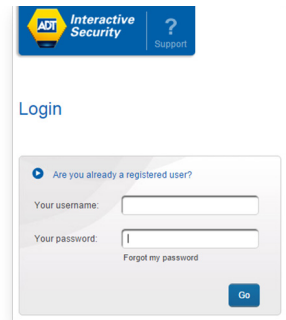 ADT Interactive
Security
?
Support
Login
Are you already a registered user?
Your username:
Your password:
Forgot my password
Go